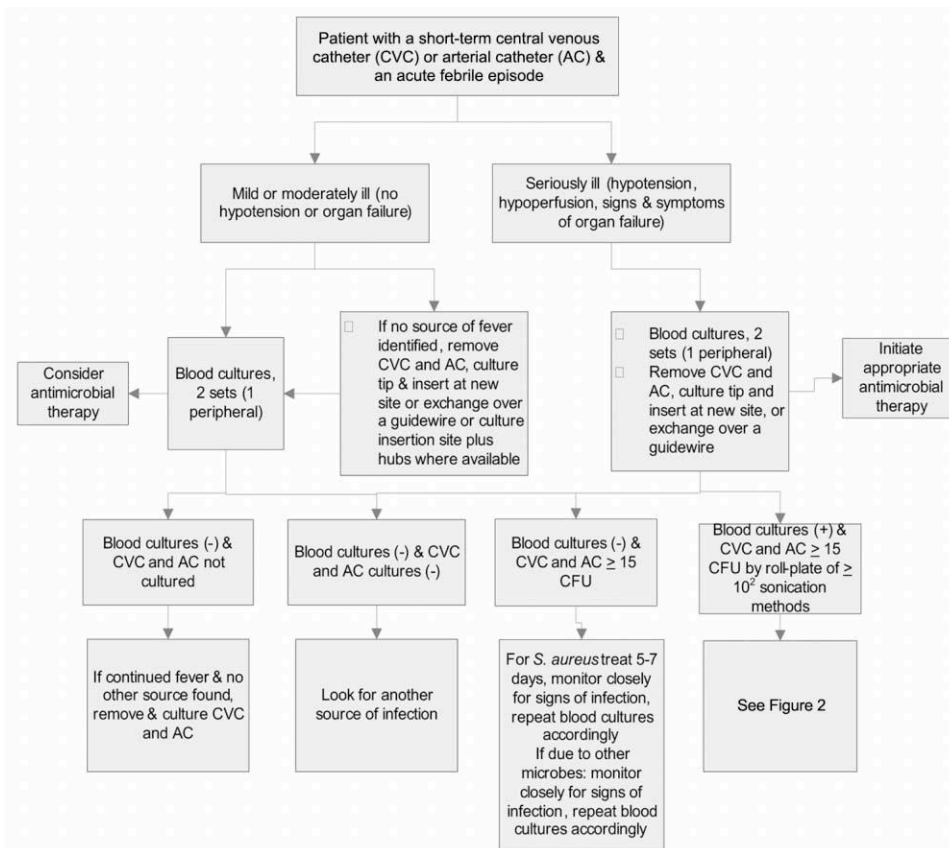 Patient with a short-term central venous
catheter (CVC) or arterial catheter (AC) &
an acute febrile episode
Mild or moderately ill (no
hypotension or organ failure)
Seriously ill (hypotension,
hypoperfusion, signs & symptoms
of organ failure)
Consider
antimicrobial
therapy
Blood cultures,
2 sets (1
peripheral)
If no source of fever
identified, remove
CVC and AC, culture
tip & insert at new
site or exchange over
a guidewire or culture
insertion site plus
hubs where available
Blood cultures, 2
sets (1 peripheral)
Remove CVC and
AC, culture tip and
insert at new site, or
exchange over a
guidewire
Initiate
appropriate
antimicrobial
therapy
Blood cultures (-) &
CVC and AC not
cultured
Blood cultures (-) & CVC
and AC cultures (-)
Blood cultures (-) &
CVC and AC ≥ 15
CFU
Blood cultures (+) &
CVC and AC ≥ 15
CFU by roll-plate of ≥
10² sonication
methods
If continued fever & no
other source found,
remove & culture CVC
and AC
Look for another
source of infection
For S. aureus treat 5-7
days, monitor closely
for signs of infection,
repeat blood cultures
accordingly
If due to other
microbes: monitor
closely for signs of
infection, repeat blood
cultures accordingly
See Figure 2